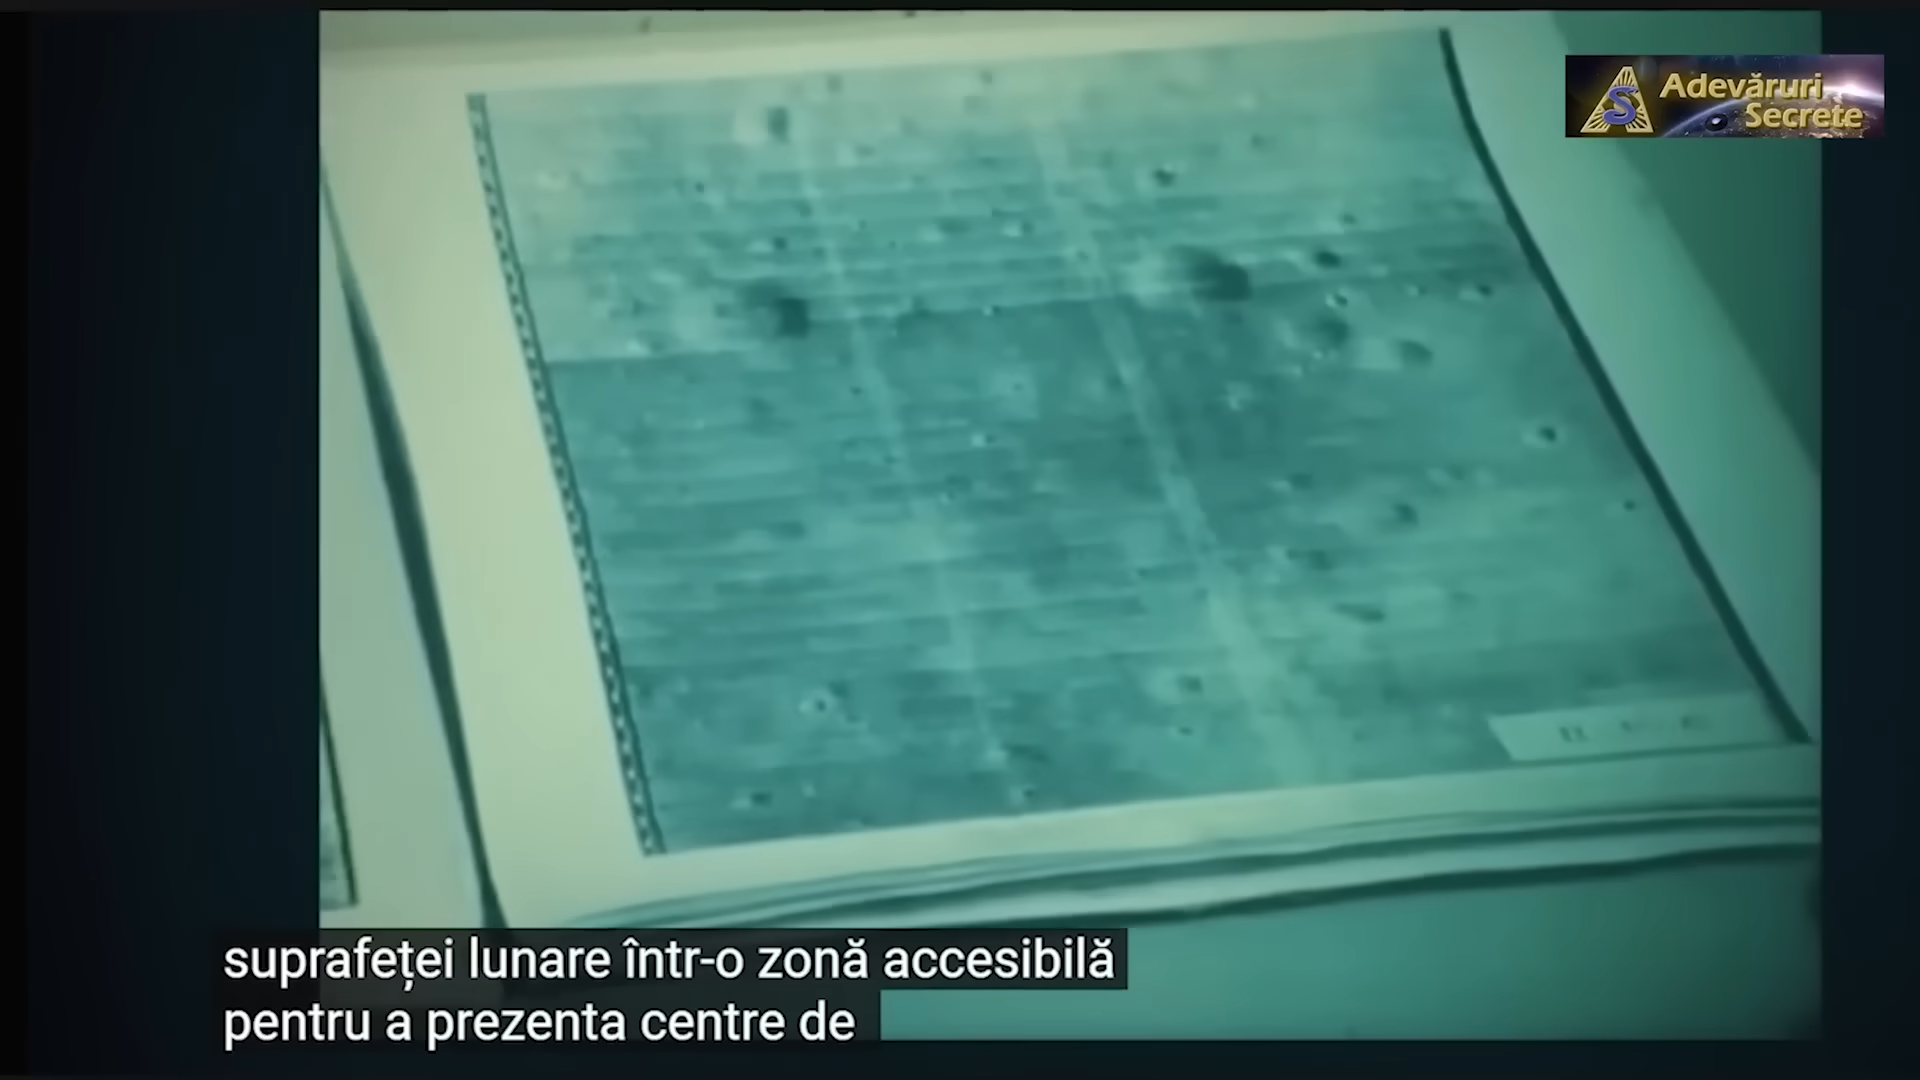 Adevăruri
Secrete
suprafeței lunare într-o zonă accesibilă
pentru a prezenta centre de